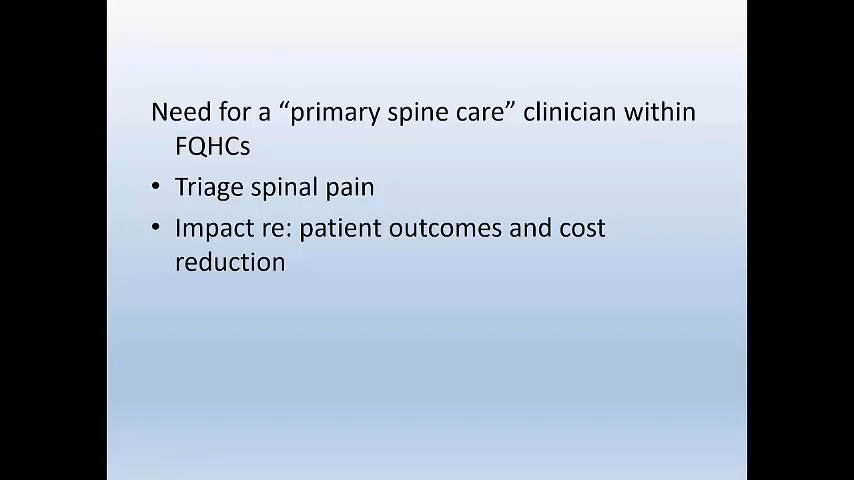 Need for a “primary spine care” clinician within
FQHCs
• Triage spinal pain
• Impact re: patient outcomes and cost
reduction